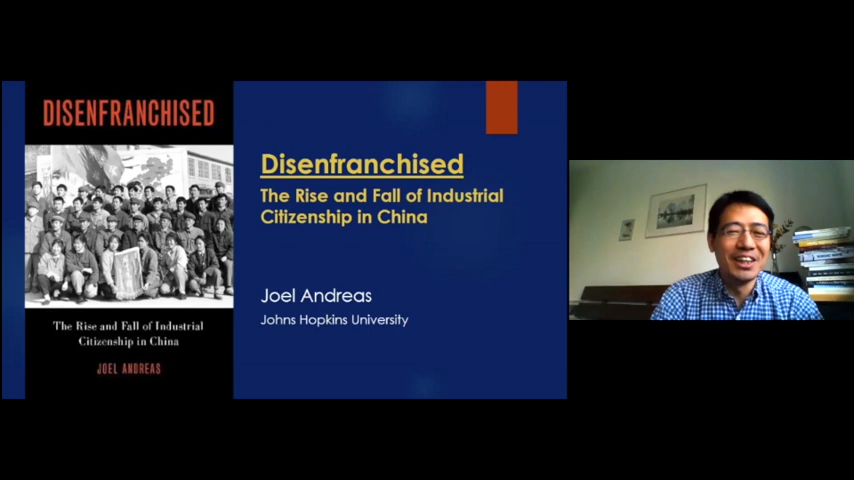 DISENFRANCHISED
The Rise and Fall of Industrial
Citizenship in China
JOEL ANDREAS
Disenfranchised
The Rise and Fall of Industrial
Citizenship in China
Joel Andreas
Johns Hopkins University